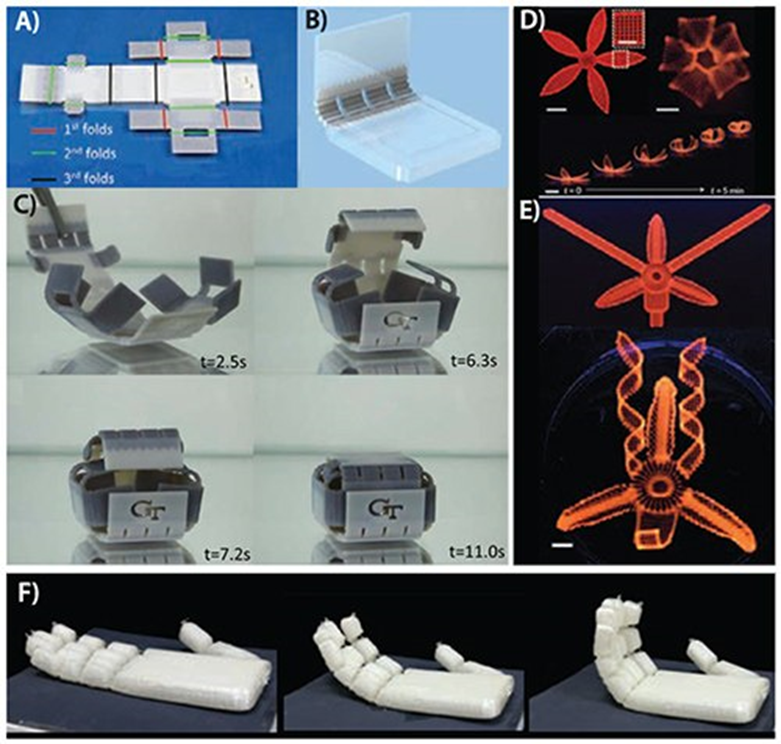 A)
1st folds
2nd folds
3rd folds
B)
C)
t=2.5s
GT
t=6.3s
GT
t=7.2s
GT
t=11.0s
D)
t = 0
t = 5 min
E)
F)